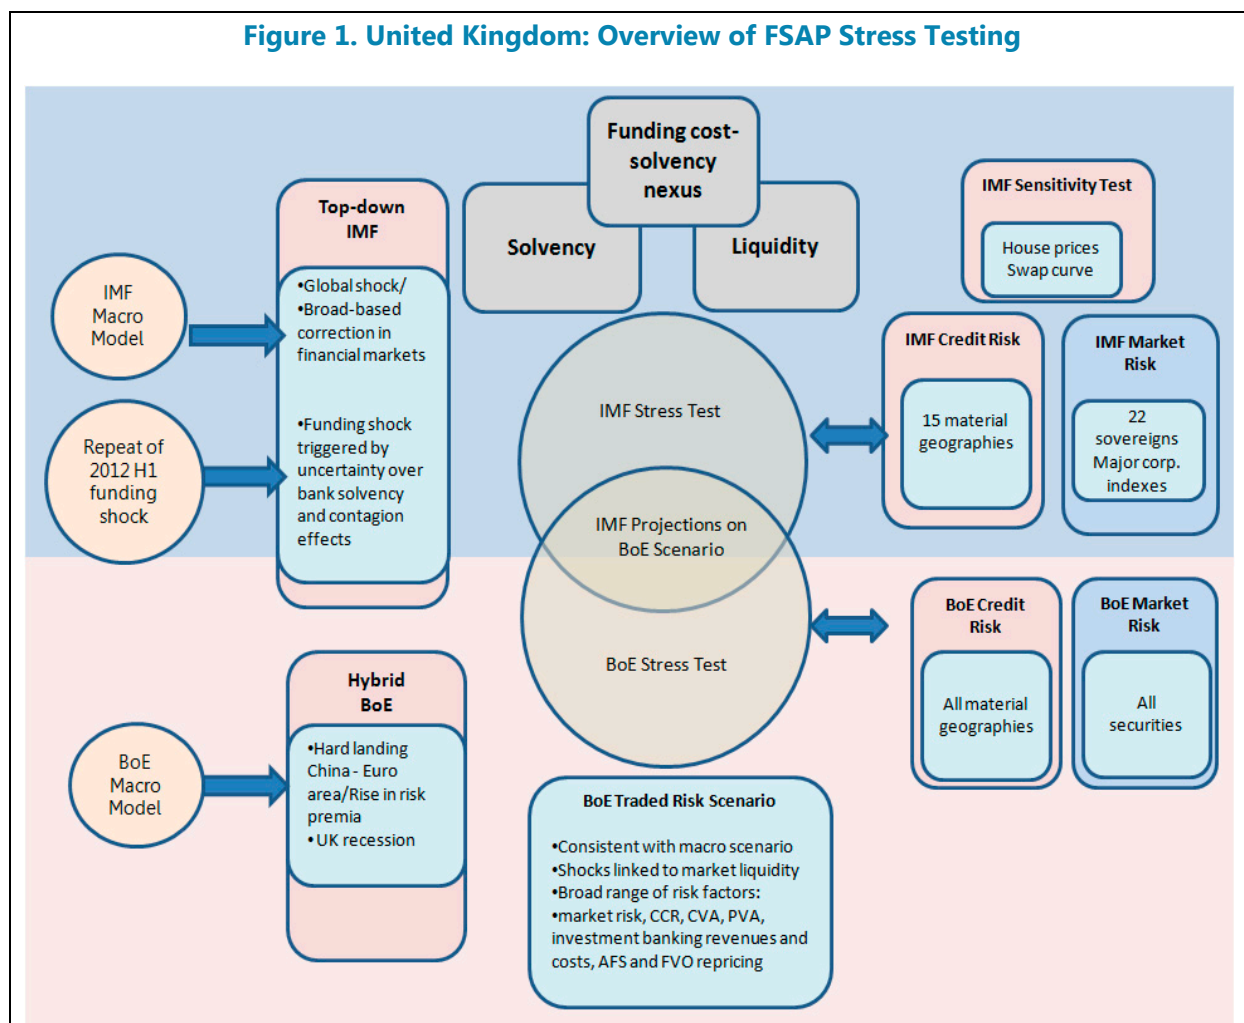 Figure 1. United Kingdom: Overview of FSAP Stress Testing
Funding cost-
solvency
nexus
Solvency
Liquidity
Top-down
IMF
•Global shock/
•Broad-based
correction in
financial markets
•Funding shock
triggered by
uncertainty over
bank solvency
and contagion
effects
IMF
Macro
Model
Repeat of
2012 H1
funding
shock
IMF Sensitivity Test
House prices
Swap curve
IMF Credit Risk
15 material
geographies
IMF Market
Risk
22
sovereigns
Major corp.
indexes
IMF Stress Test
IMF Projections on
BoE Scenario
BoE Stress Test
BoE Credit
Risk
All material
geographies
BoE Market
Risk
All
securities
Hybrid
BoE
•Hard landing
China - Euro
area/Rise in risk
premia
•UK recession
BoE
Macro
Model
BoE Traded Risk Scenario
•Consistent with macro scenario
•Shocks linked to market liquidity
•Broad range of risk factors:
•market risk, CCR, CVA, PVA,
investment banking revenues and
costs, AFS and FVO repricing